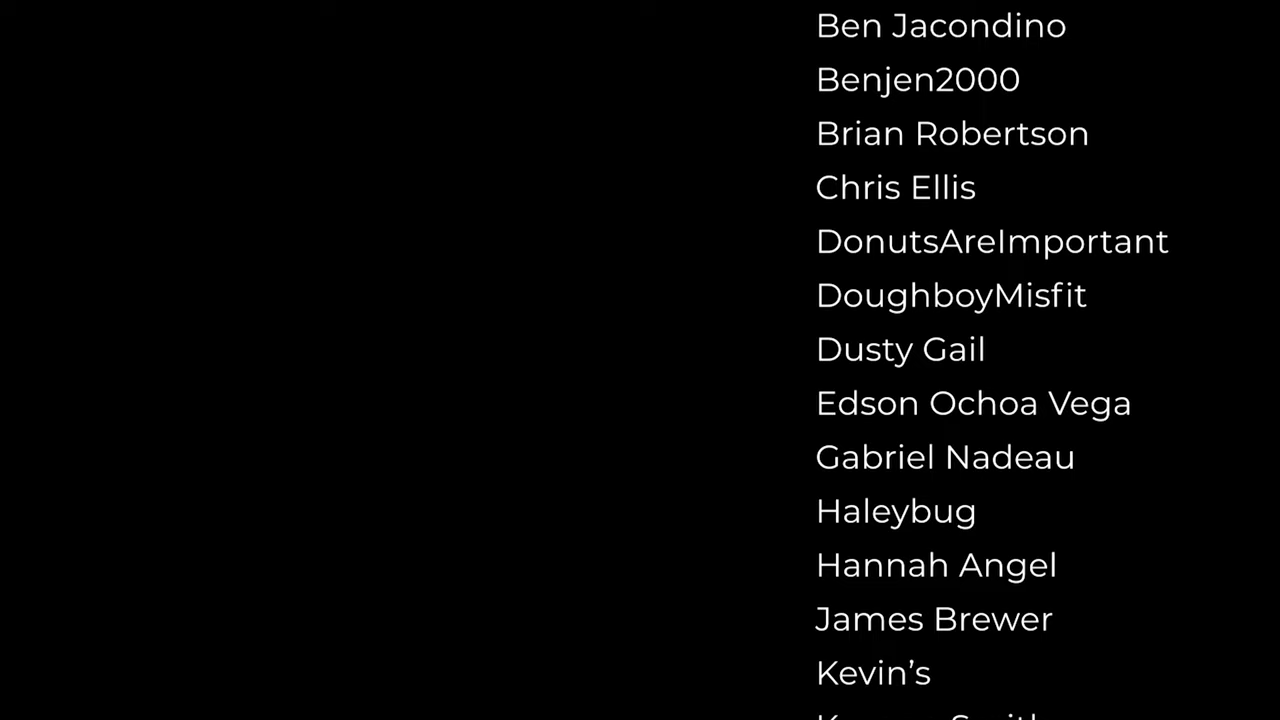 Ben Jacondino
Benjen2000
Brian Robertson
Chris Ellis
DonutsAreImportant
DoughboyMisfit
Dusty Gail
Edson Ochoa Vega
Gabriel Nadeau
Haleybug
Hannah Angel
James Brewer
Kevin’s